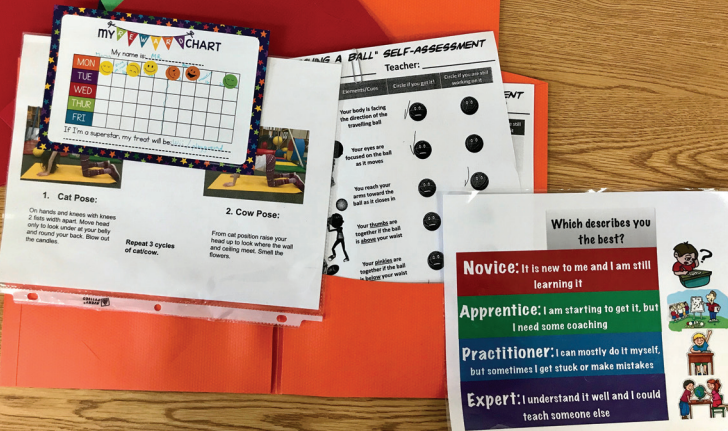 MY REWARD CHART
My name is:
MON
TUE
WED
THUR
FRI
If I'm a superstar, my treat will be
1. Cat Pose:
On hands and knees with knees
2 fists width apart. Move head
only to look under at your belly
and round your back. Blow out
the candles.
Repeat 3 cycles
of cat/cow.
2. Cow Pose:
From cat position raise your
head up to look where the wall
and ceiling meet. Smell the
flowers.
A BALL" SELF-ASSESSMENT
Teacher:
Elements/Cues
Circle if you got it!
Circle if you are still
working on it
Your body is facing
the direction of the
travelling ball
Your eyes are
focused on the ball
as it moves
You reach your
arms toward the
ball as it closes in
Your thumbs are
together if the ball
is above your waist
Your pinkies are
together if the ball
is below your waist
Which describes you
the best?
Novice: It is new to me and I am still
learning it
Apprentice: I am starting to get it, but
I need some coaching
Practitioner: I can mostly do it myself,
but sometimes I get stuck or make mistakes
Expert: I understand it well and I could
teach someone else